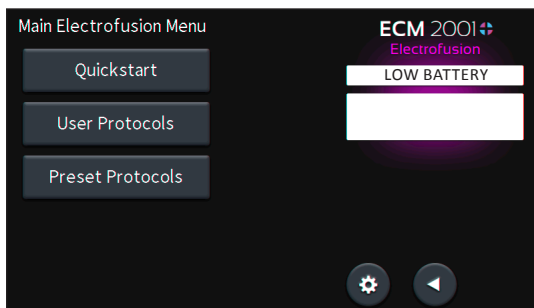 Main Electrofusion Menu
Quickstart
User Protocols
Preset Protocols
ECM 2001
Electrofusion
LOW BATTERY